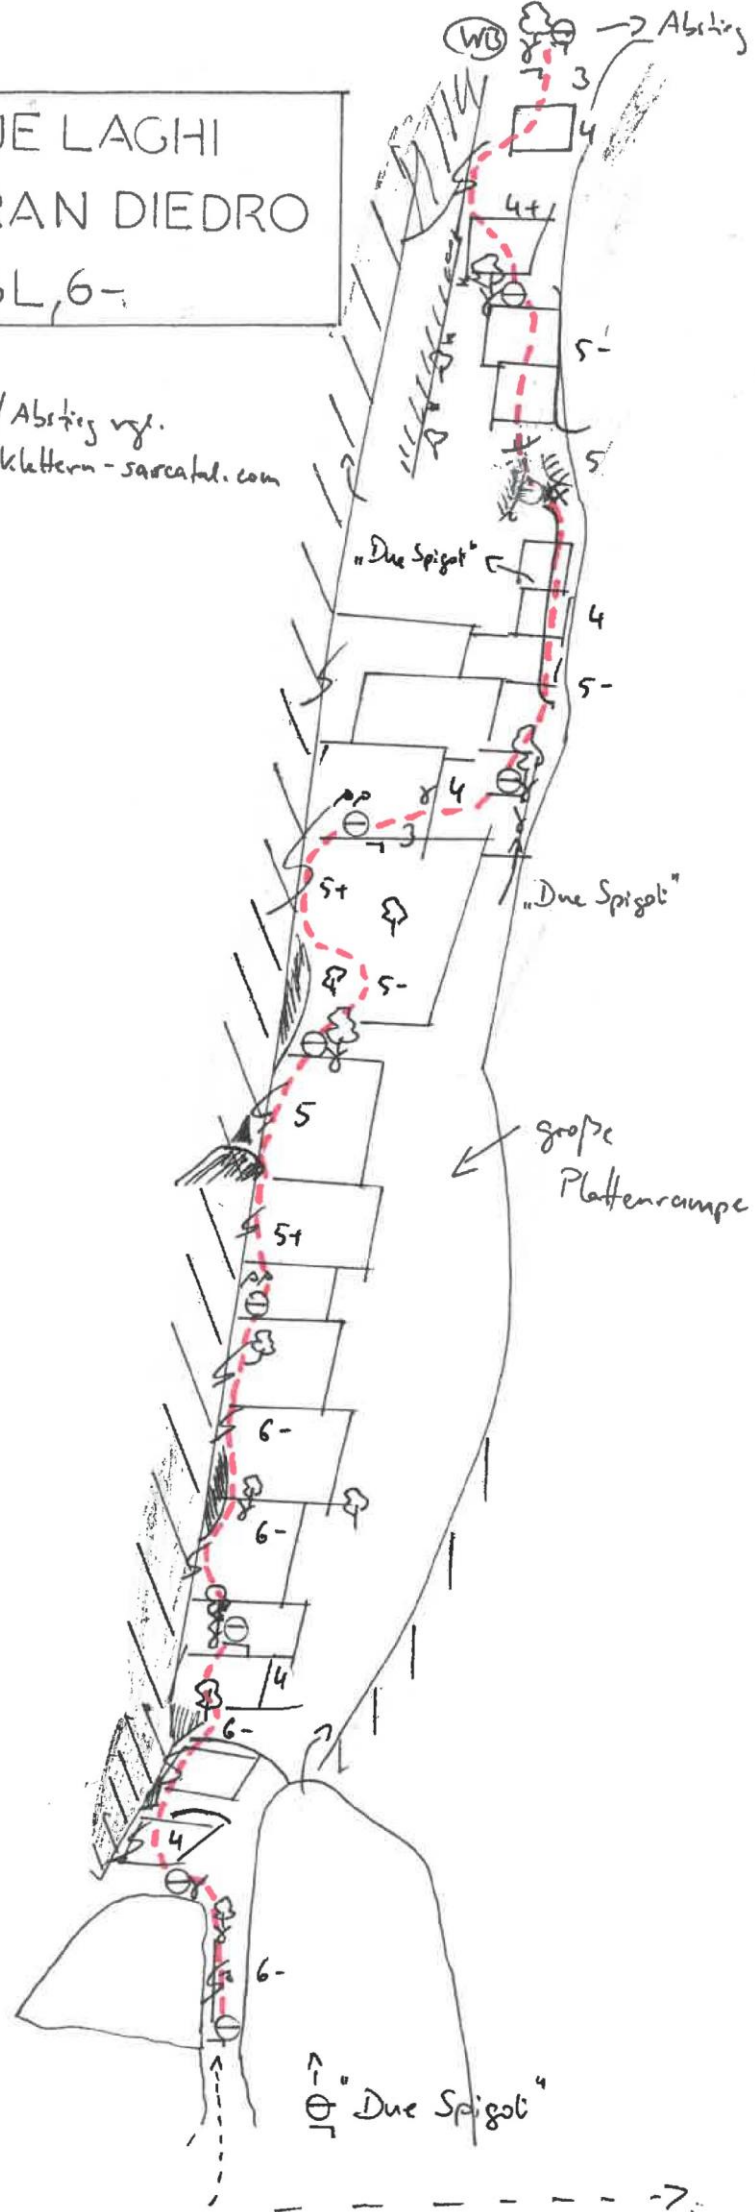 WB
→ Abstieg
3
UE LAGHI
4
RAN DIEDRO
4+
6L, 6-
5-
/ Abstieg vgl.
klettern-sarcatal.com
5
"Due Spigoli"
4
5-
4
3
5+
"Due Spigoli"
5-
5
große
Plattenrampe
5+
6-
6-
4
6-
4
6-
"Due Spigoli"